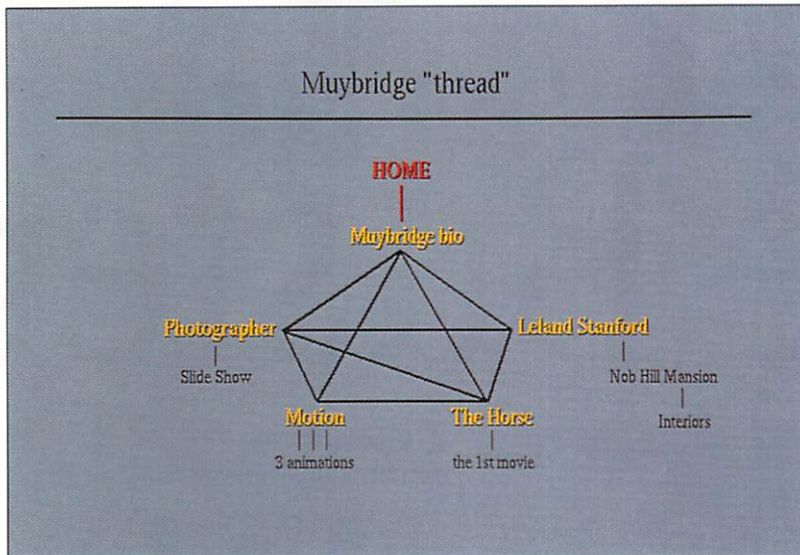 Muybridge "thread"
HOME
Muybridge bio
Photographer
Leland Stanford
Slide Show
Nob Hill Mansion
Motion
The Horse
Interiors
3 animations
the 1st movie